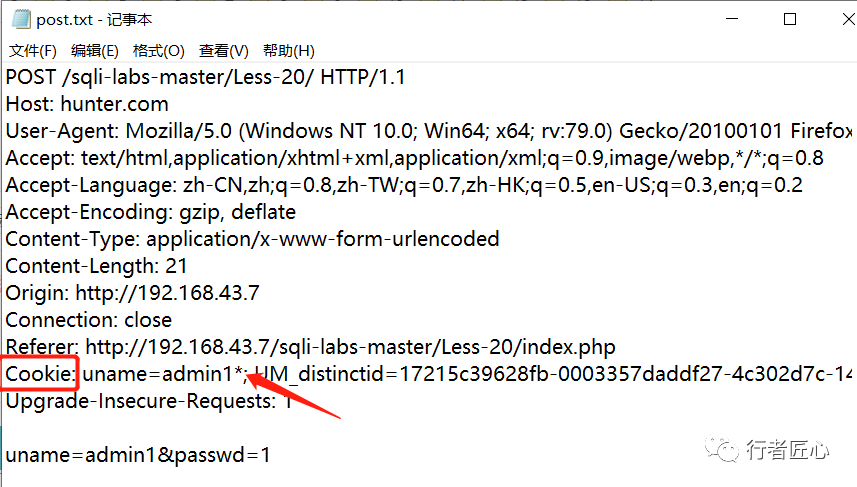 post.txt - 记事本
文件(F) 编辑(E) 格式(O) 查看(V) 帮助(H)
POST /sqli-labs-master/Less-20/ HTTP/1.1
Host: hunter.com
User-Agent: Mozilla/5.0 (Windows NT 10.0; Win64; x64; rv:79.0) Gecko/20100101 Firefox
Accept: text/html,application/xhtml+xml,application/xml;q=0.9,image/webp,*/*;q=0.8
Accept-Language: zh-CN,zh;q=0.8,zh-TW;q=0.7,zh-HK;q=0.5,en-US;q=0.3,en;q=0.2
Accept-Encoding: gzip, deflate
Content-Type: application/x-www-form-urlencoded
Content-Length: 21
Origin: http://192.168.43.7
Connection: close
Referer: http://192.168.43.7/sqli-labs-master/Less-20/index.php
Cookie: uname=admin1*; HM_distinctid=17215c39628fb-0003357daddf27-4c302d7c-14
Upgrade-Insecure-Requests: 1
uname=admin1&passwd=1
行者匠心